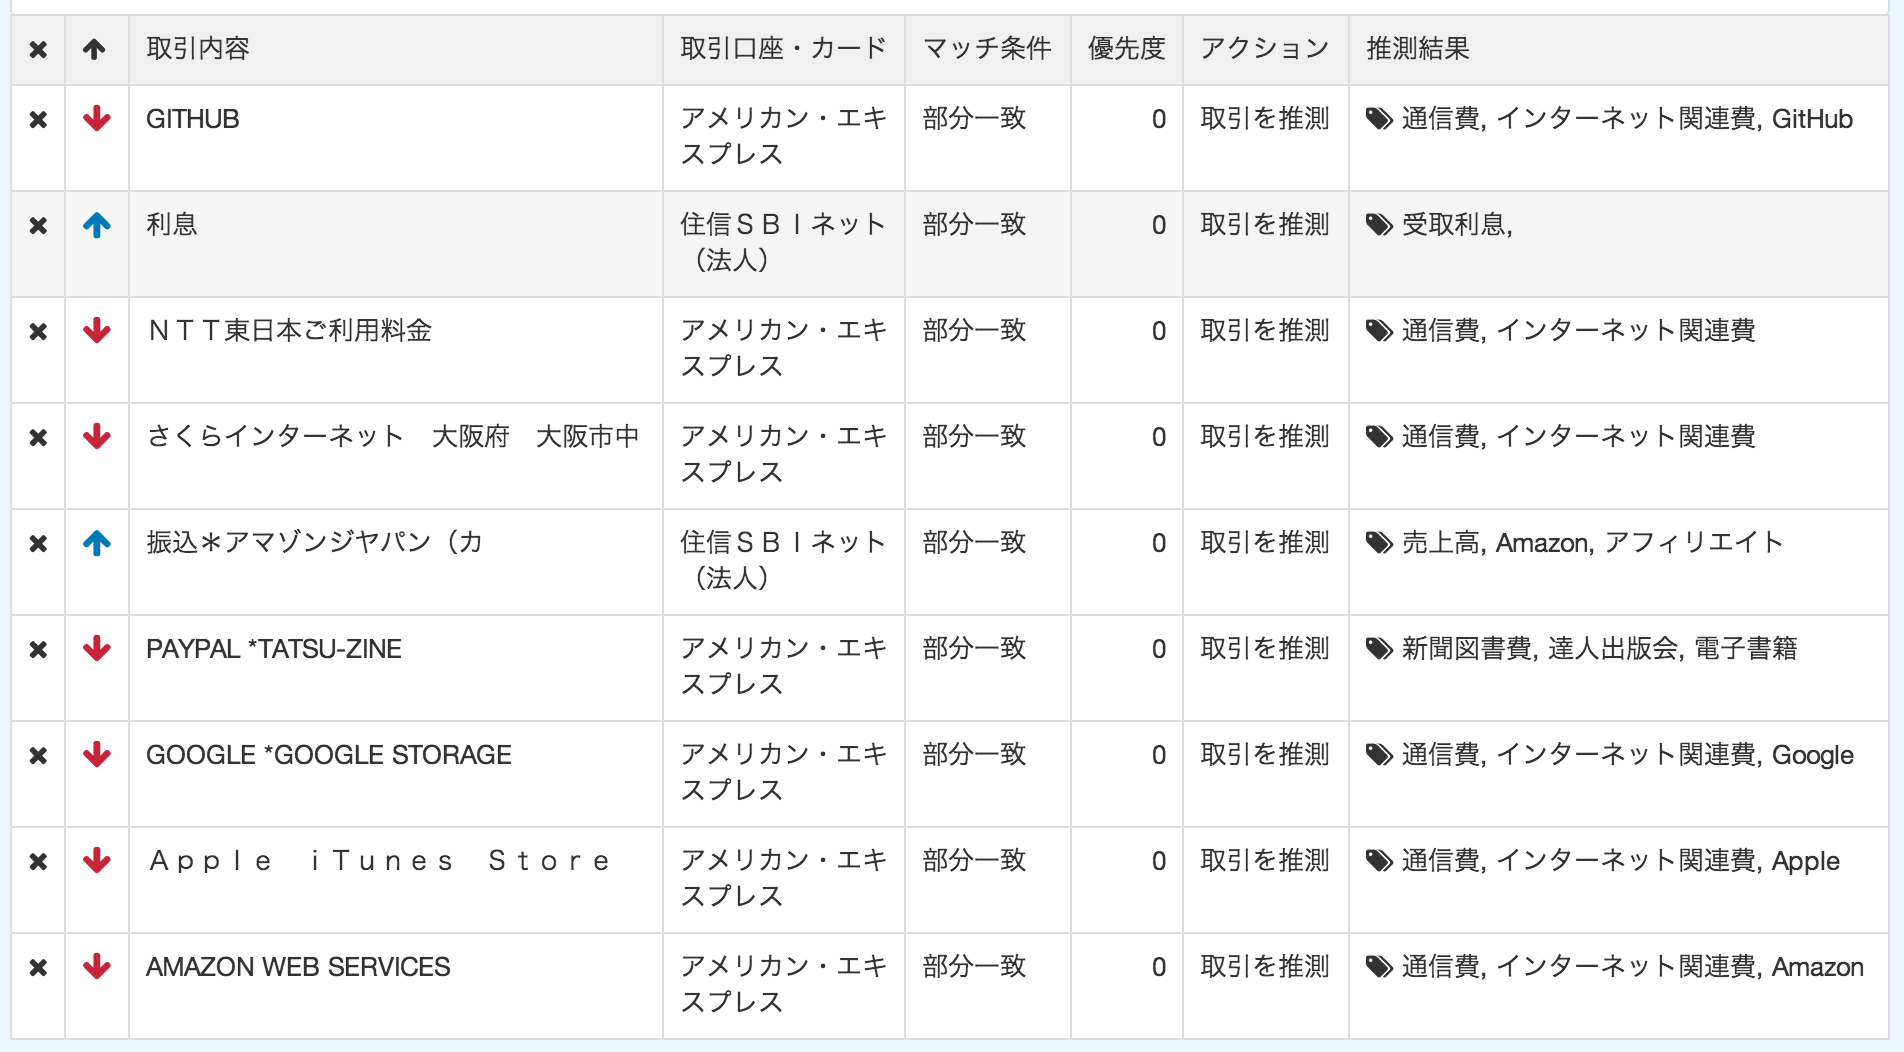 取引内容 取引口座・カード マッチ条件 優先度 アクション 推測結果
GITHUB アメリカン・エキ 部分一致 0 取引を推測 通信費, インターネット関連費, GitHub
スプレス
利息 住信ＳＢＩネット 部分一致 0 取引を推測 受取利息,
（法人）
ＮＴＴ東日本ご利用料金 アメリカン・エキ 部分一致 0 取引を推測 通信費, インターネット関連費
スプレス
さくらインターネット　大阪府　大阪市中 アメリカン・エキ 部分一致 0 取引を推測 通信費, インターネット関連費
スプレス
振込＊アマゾンジヤパン（カ 住信ＳＢＩネット 部分一致 0 取引を推測 売上高, Amazon, アフィリエイト
（法人）
PAYPAL *TATSU-ZINE アメリカン・エキ 部分一致 0 取引を推測 新聞図書費, 達人出版会, 電子書籍
スプレス
GOOGLE *GOOGLE STORAGE アメリカン・エキ 部分一致 0 取引を推測 通信費, インターネット関連費, Google
スプレス
Ａｐｐｌｅ　ｉＴｕｎｅｓ　Ｓｔｏｒｅ アメリカン・エキ 部分一致 0 取引を推測 通信費, インターネット関連費, Apple
スプレス
AMAZON WEB SERVICES アメリカン・エキ 部分一致 0 取引を推測 通信費, インターネット関連費, Amazon
スプレス